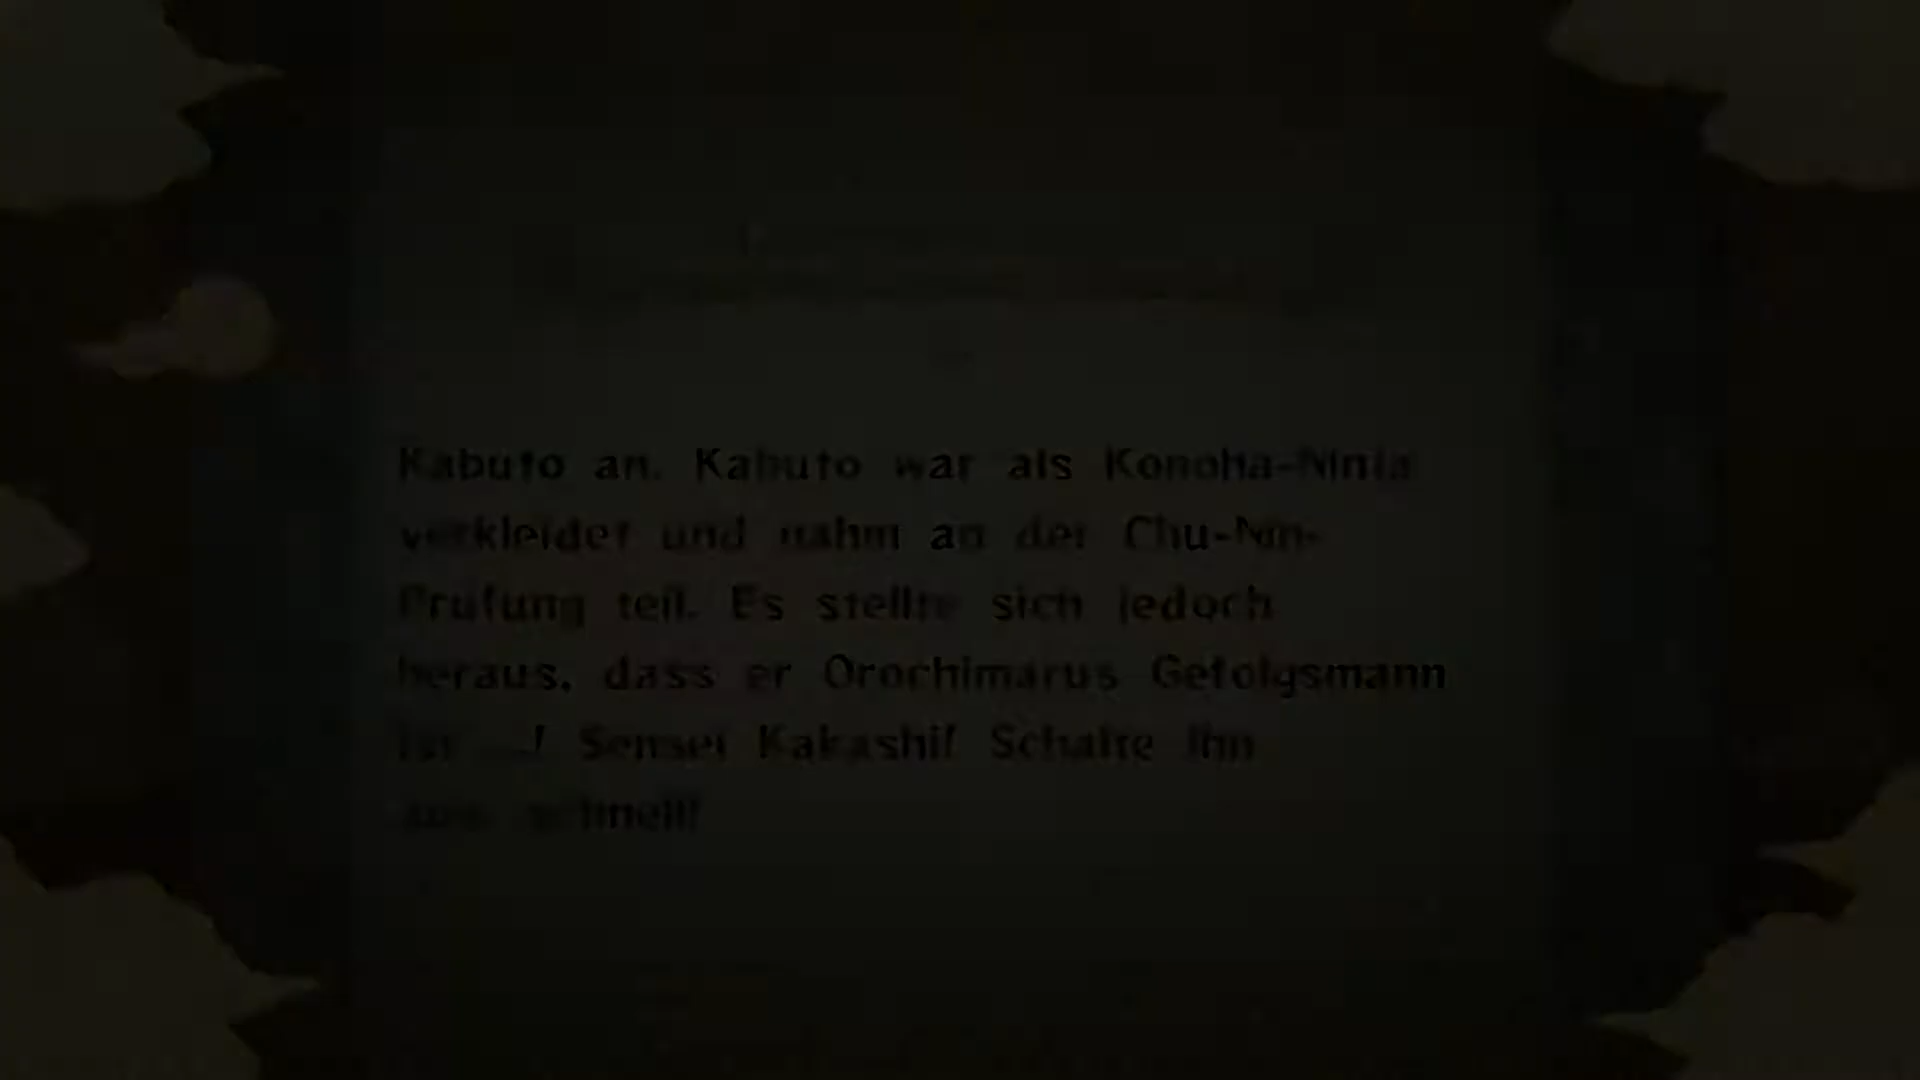 Kabuto an. Kabuto war als Konoha-Ninja
verkleidet und nahm an der Chu-Nin-
Prüfung teil. Es stellte sich jedoch
heraus, dass er Orochimarus Gefolgsmann
ist ...! Sensei Kakashi! Schalte ihn
aus, schnell!